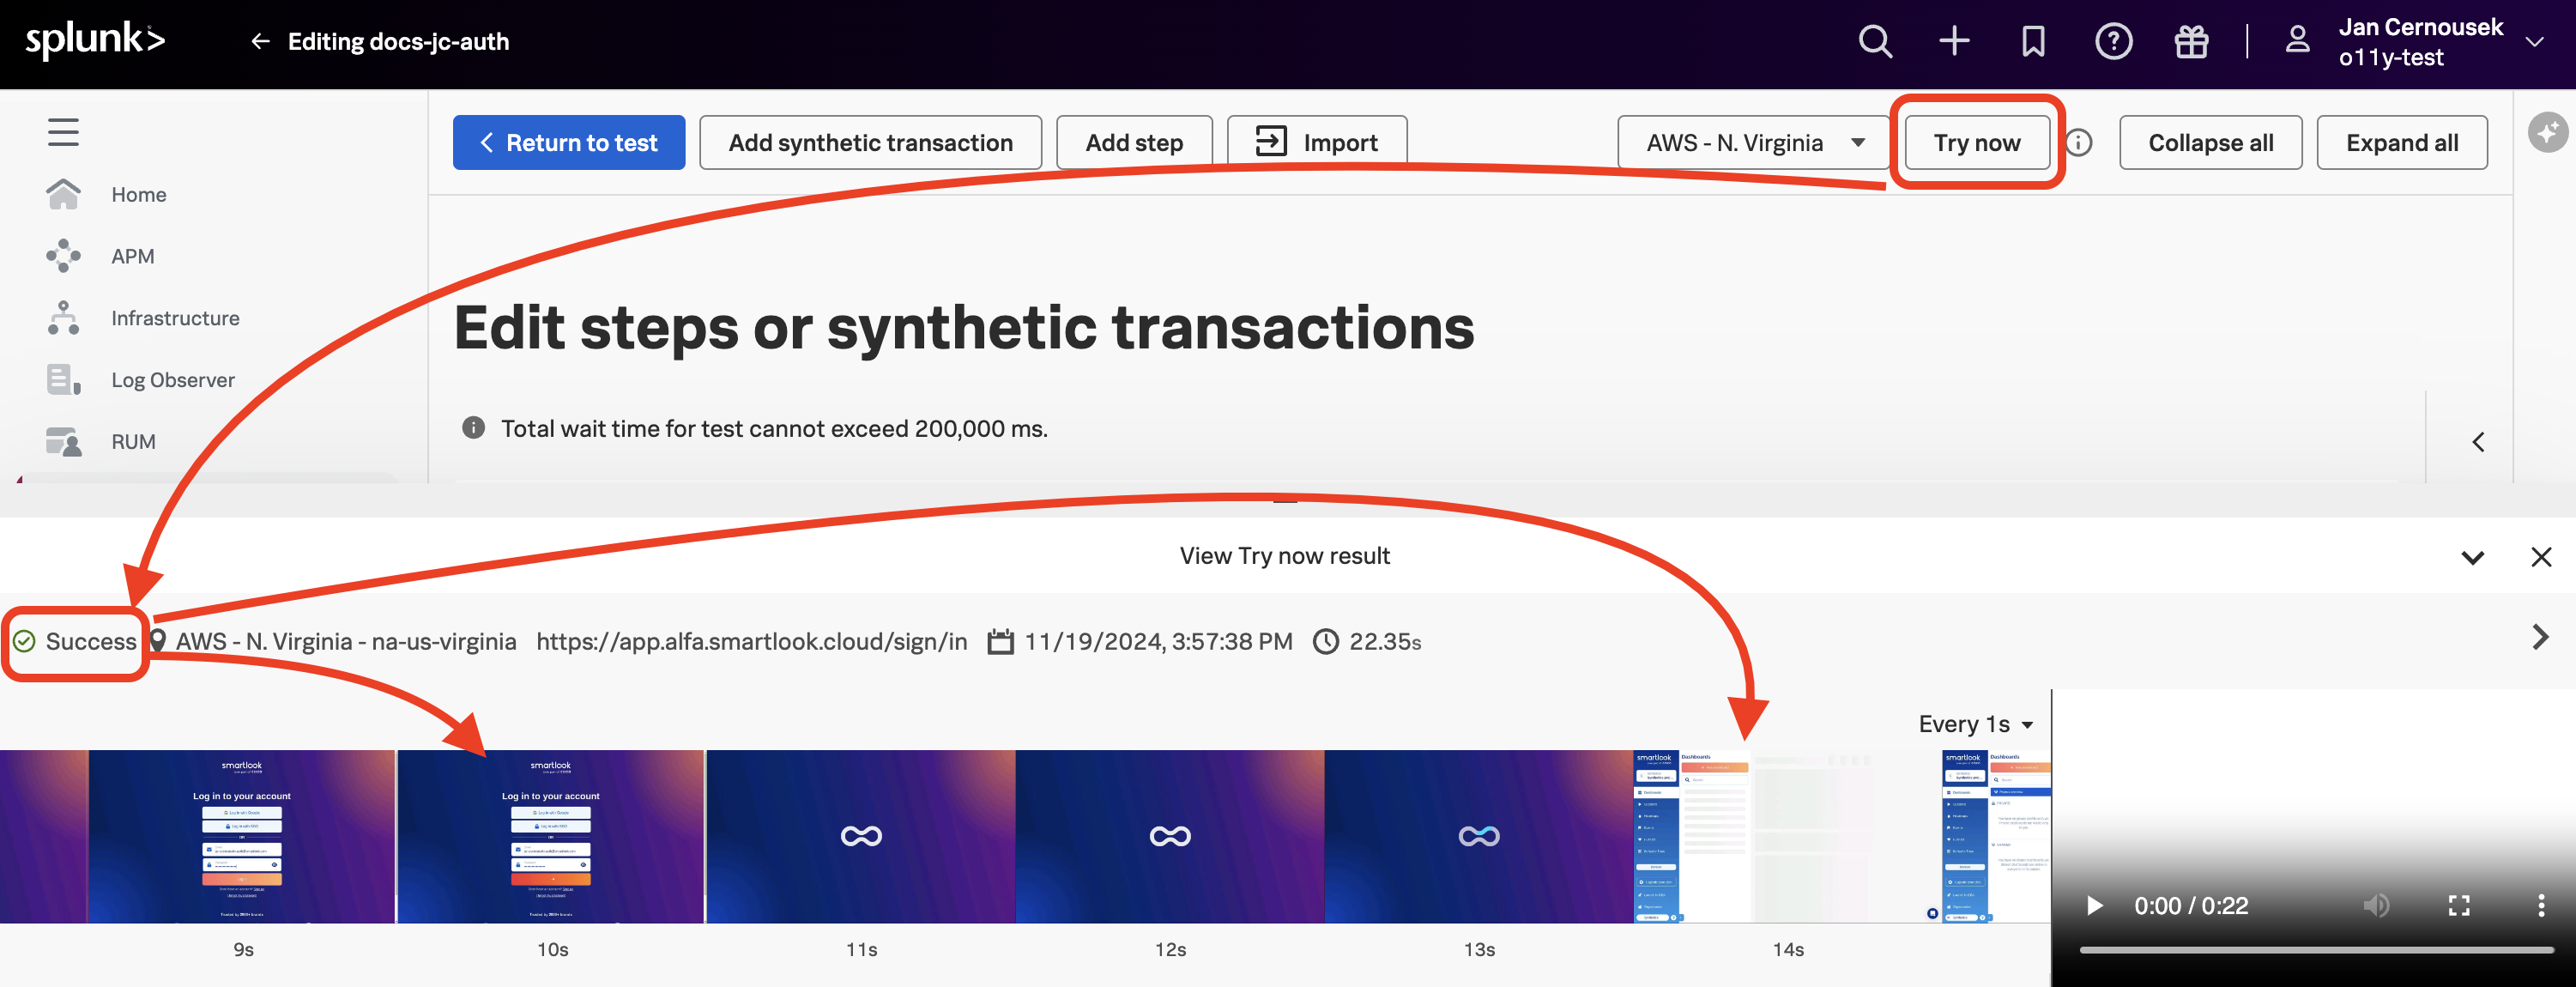 splunk>
Editing docs-jc-auth
Jan Cernousek
o11y-test
Return to test
Add synthetic transaction
Add step
Import
AWS - N. Virginia
Try now
Collapse all
Expand all
Home
APM
Infrastructure
Log Observer
RUM
Edit steps or synthetic transactions
Total wait time for test cannot exceed 200,000 ms.
View Try now result
Success
AWS - N. Virginia - na-us-virginia
https://app.alfa.smartlook.cloud/sign/in
11/19/2024, 3:57:38 PM
22.35s
Every 1s
smartlook
Log in to your account
smartlook
Log in to your account
smartlook
Dashboards
smartlook
Dashboards
0:00 / 0:22
9s
10s
11s
12s
13s
14s